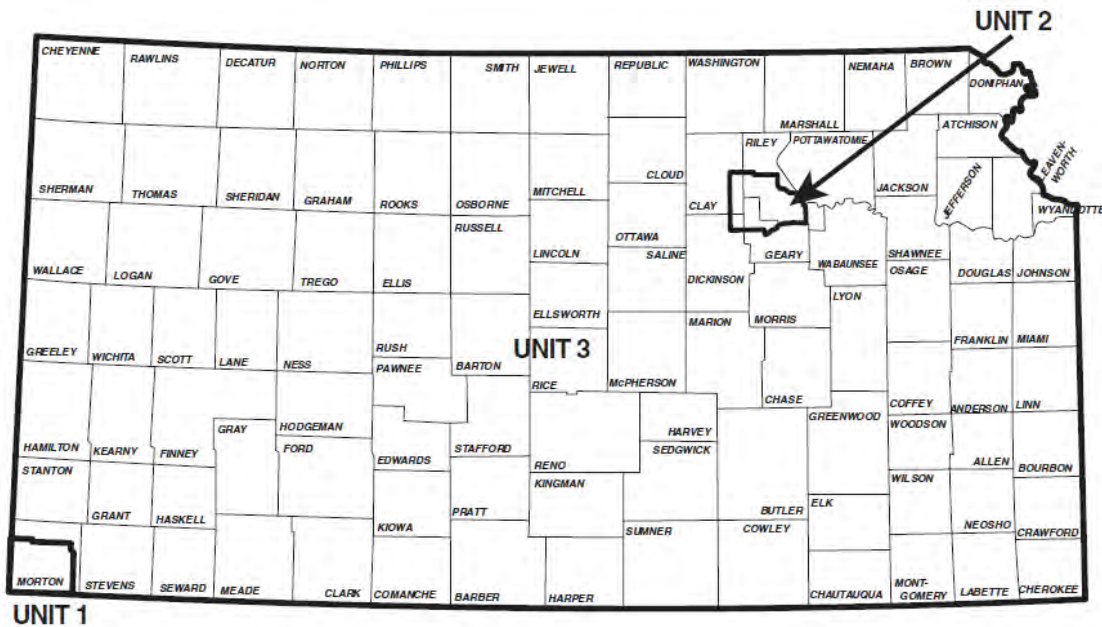 UNIT 2
CHEYENNE
RAWLINS
DECATUR
NORTON
PHILLIPS
SMITH
JEWELL
REPUBLIC
WASHINGTON
MARSHALL
NEMAHA
BROWN
DONIPHAN
ATCHISON
RILEY
POTTAWATOMIE
SHERMAN
THOMAS
SHERIDAN
GRAHAM
ROOKS
OSBORNE
MITCHELL
CLOUD
CLAY
JACKSON
JEFFERSON
LEAVEN-
WORTH
WYANDOTTE
RUSSELL
LINCOLN
OTTAWA
SALINE
GEARY
WABAUNSEE
SHAWNEE
WALLACE
LOGAN
GOVE
TREGO
ELLIS
DICKINSON
OSAGE
DOUGLAS
JOHNSON
ELLSWORTH
MARION
MORRIS
LYON
GREELEY
WICHITA
SCOTT
LANE
NESS
RUSH
PAWNEE
BARTON
UNIT 3
RICE
McPHERSON
CHASE
FRANKLIN
MIAMI
HAMILTON
KEARNY
FINNEY
GRAY
HODGEMAN
FORD
EDWARDS
STAFFORD
RENO
KINGMAN
HARVEY
SEDGWICK
GREENWOOD
COFFEY
WOODSON
ANDERSON
LINN
ALLEN
BOURBON
STANTON
GRANT
HASKELL
KIOWA
PRATT
SUMNER
BUTLER
COWLEY
ELK
WILSON
NEOSHO
CRAWFORD
MORTON
STEVENS
SEWARD
MEADE
CLARK
COMANCHE
BARBER
HARPER
CHAUTAUQUA
MONT-
GOMERY
LABETTE
CHEROKEE
UNIT 1